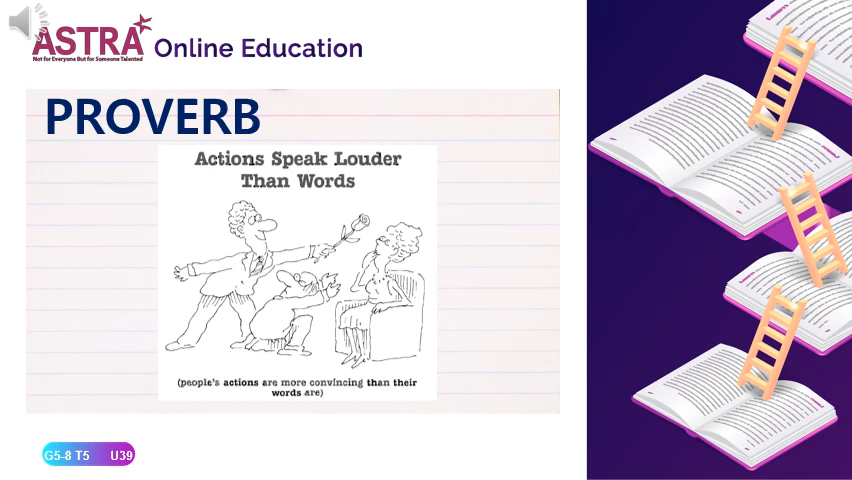 ASTRA Online Education
Not for Everyone But for Someone Talented
PROVERB
Actions Speak Louder
Than Words
(people's actions are more convincing than their
words are)
G5-8 T5 U39